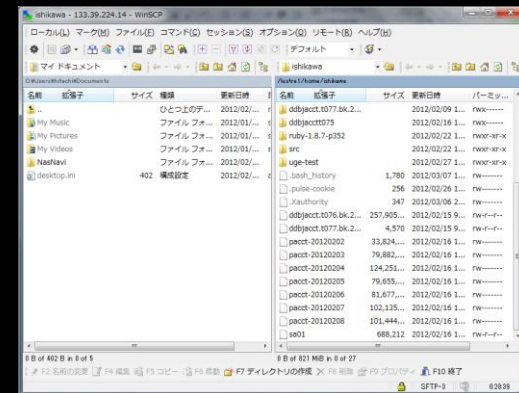 ishikawa - 133.39.224.14 - WinSCP
ローカル(L) マーク(M) ファイル(F) コマンド(C) セッション(S) オプション(O) リモート(R) ヘルプ(H)
デフォルト
マイ ドキュメント
ishikawa
/home/ishikawa
名前 拡張子 サイズ 種類 更新日時
名前 拡張子 サイズ 更新日時 パーミッ...
.. ひとつ上のデ... 2012/02/...
My Music ファイル フォ... 2012/01/...
My Pictures ファイル フォ... 2012/01/...
My Videos ファイル フォ... 2012/01/...
NasNavi ファイル フォ... 2012/02/...
desktop.ini 402 構成設定 2012/02/...
ddbjacct.t077.bk.2... 2012/02/09 1... rwx------
ddbjacctt075 2012/02/16 1... rwx------
ruby-1.8.7-p352 2012/02/22 1... rwxr-xr-x
src 2012/02/22 1... rwxr-xr-x
uge-test 2012/02/27 1... rwxr-xr-x
.bash_history 1,780 2012/03/07 1... rw-------
.pulse-cookie 256 2012/02/26 1... rw-------
.Xauthority 347 2012/03/06 2... rw-------
ddbjacct.t076.bk.2... 257,905... 2012/02/15 9... rw-r--r--
ddbjacct.t077.bk.2... 4,570 2012/02/15 9... rw-r--r--
pacct-20120202 33,824,... 2012/02/16 1... rw-------
pacct-20120203 79,882,... 2012/02/16 1... rw-------
pacct-20120204 124,251... 2012/02/16 1... rw-------
pacct-20120205 79,655,... 2012/02/16 1... rw-------
pacct-20120206 81,677,... 2012/02/16 1... rw-------
pacct-20120207 102,135... 2012/02/16 1... rw-------
pacct-20120208 101,444... 2012/02/16 1... rw-------
sa01 688,212 2012/02/16 1... rw-r--r--
0 B of 402 B in 0 of 5
0 B of 821 MiB in 0 of 27
F2 名前の変更 F4 編集 F5 コピー F6 移動 F7 ディレクトリの作成 F8 削除 F9 プロパティ F10 終了
SFTP-3